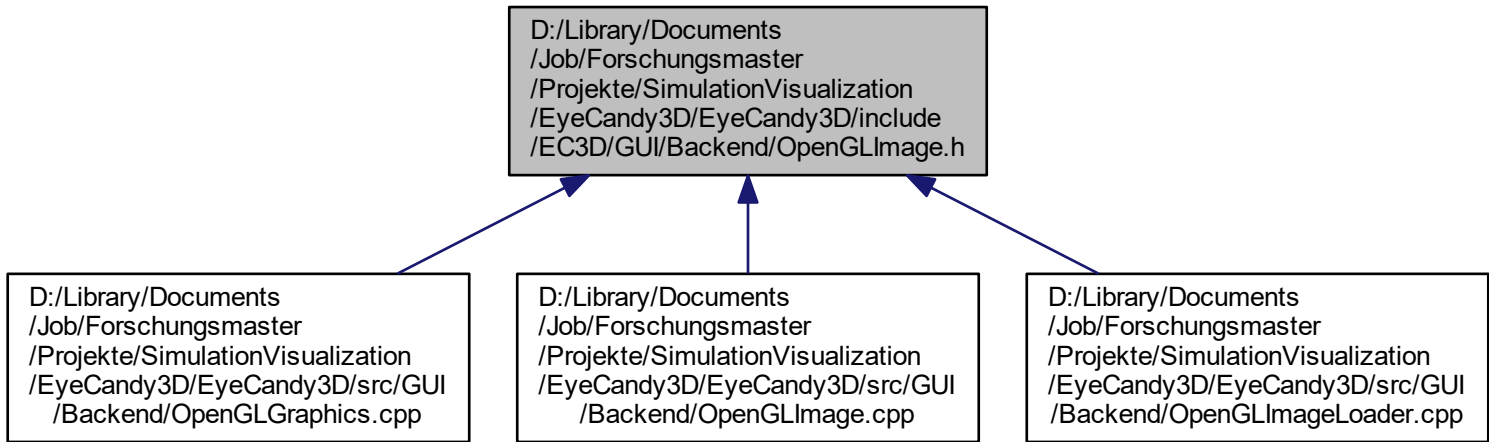 D:/Library/Documents
/Job/Forschungsmaster
/Projekte/SimulationVisualization
/EyeCandy3D/EyeCandy3D/include
/EC3D/GUI/Backend/OpenGLImage.h
D:/Library/Documents
/Job/Forschungsmaster
/Projekte/SimulationVisualization
/EyeCandy3D/EyeCandy3D/src/GUI
/Backend/OpenGLGraphics.cpp
D:/Library/Documents
/Job/Forschungsmaster
/Projekte/SimulationVisualization
/EyeCandy3D/EyeCandy3D/src/GUI
/Backend/OpenGLImage.cpp
D:/Library/Documents
/Job/Forschungsmaster
/Projekte/SimulationVisualization
/EyeCandy3D/EyeCandy3D/src/GUI
/Backend/OpenGLImageLoader.cpp